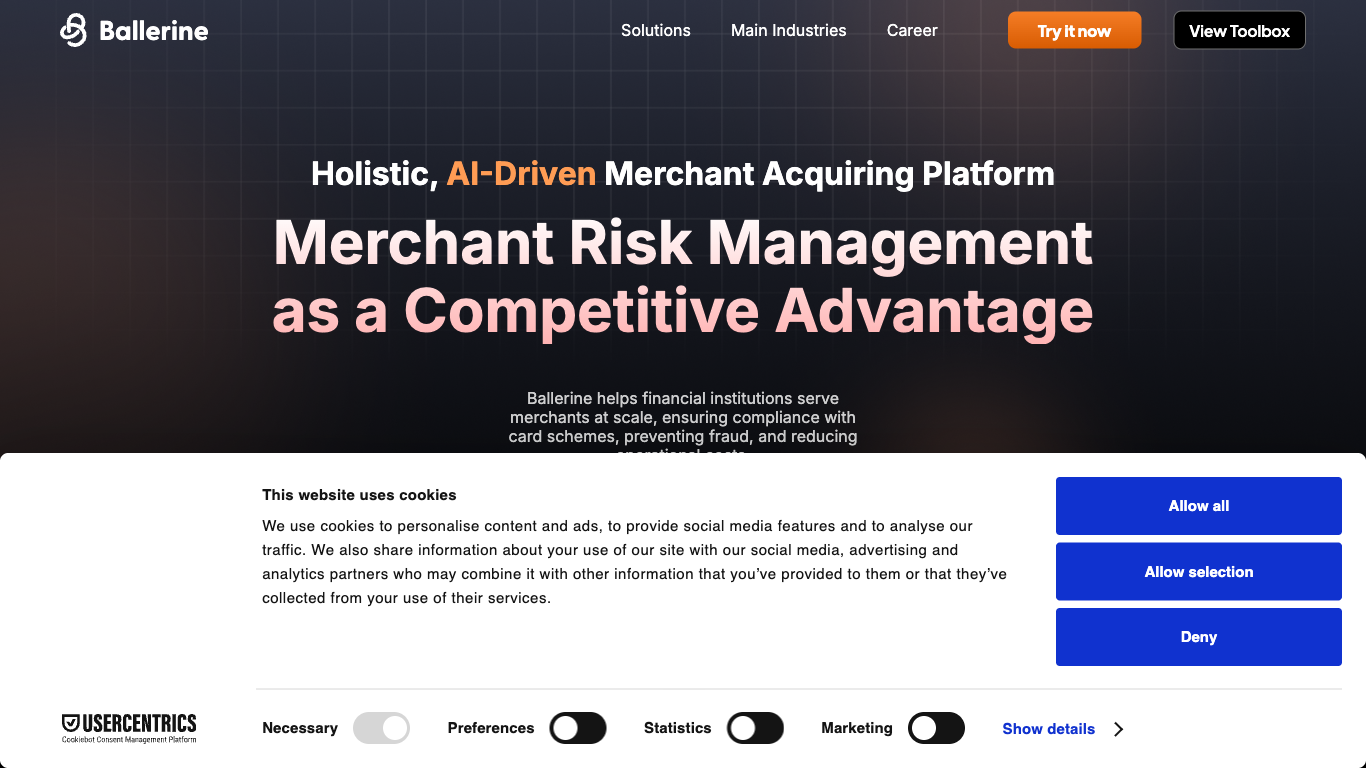 Ballerine
Solutions
Main Industries
Career
Try it now
View Toolbox
Holistic, AI-Driven Merchant Acquiring Platform
Merchant Risk Management
as a Competitive Advantage
Ballerine helps financial institutions serve
merchants at scale, ensuring compliance with
card schemes, preventing fraud, and reducing
operational costs
This website uses cookies
We use cookies to personalise content and ads, to provide social media features and to analyse our
traffic. We also share information about your use of our site with our social media, advertising and
analytics partners who may combine it with other information that you’ve provided to them or that they’ve
collected from your use of their services.
Allow all
Allow selection
Deny
USERCENTRICS
Cookiebot Consent Management Platform
Necessary
Preferences
Statistics
Marketing
Show details